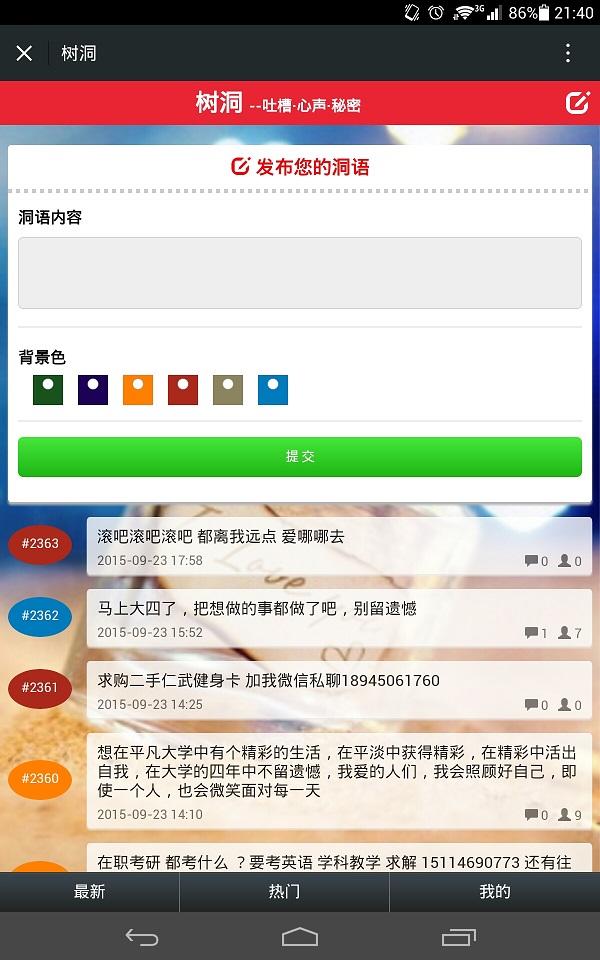 3G 86% 21:40
树洞
树洞 --吐槽·心声·秘密
发布您的洞语
洞语内容
背景色
提交
#2363
滚吧滚吧滚吧 都离我远点 爱哪哪去
2015-09-23 17:58 0 0
#2362
马上大四了，把想做的事都做了吧，别留遗憾
2015-09-23 15:52 1 7
#2361
求购二手仁武健身卡 加我微信私聊18945061760
2015-09-23 14:25 0 0
#2360
想在平凡大学中有个精彩的生活，在平淡中获得精彩，在精彩中活出
自我，在大学的四年中不留遗憾，我爱的人们，我会照顾好自己，即
使一个人，也会微笑面对每一天
2015-09-23 14:10 0 9
在职考研 都考什么 ？要考英语 学科教学 求解 15114690773 还有往
最新 热门 我的